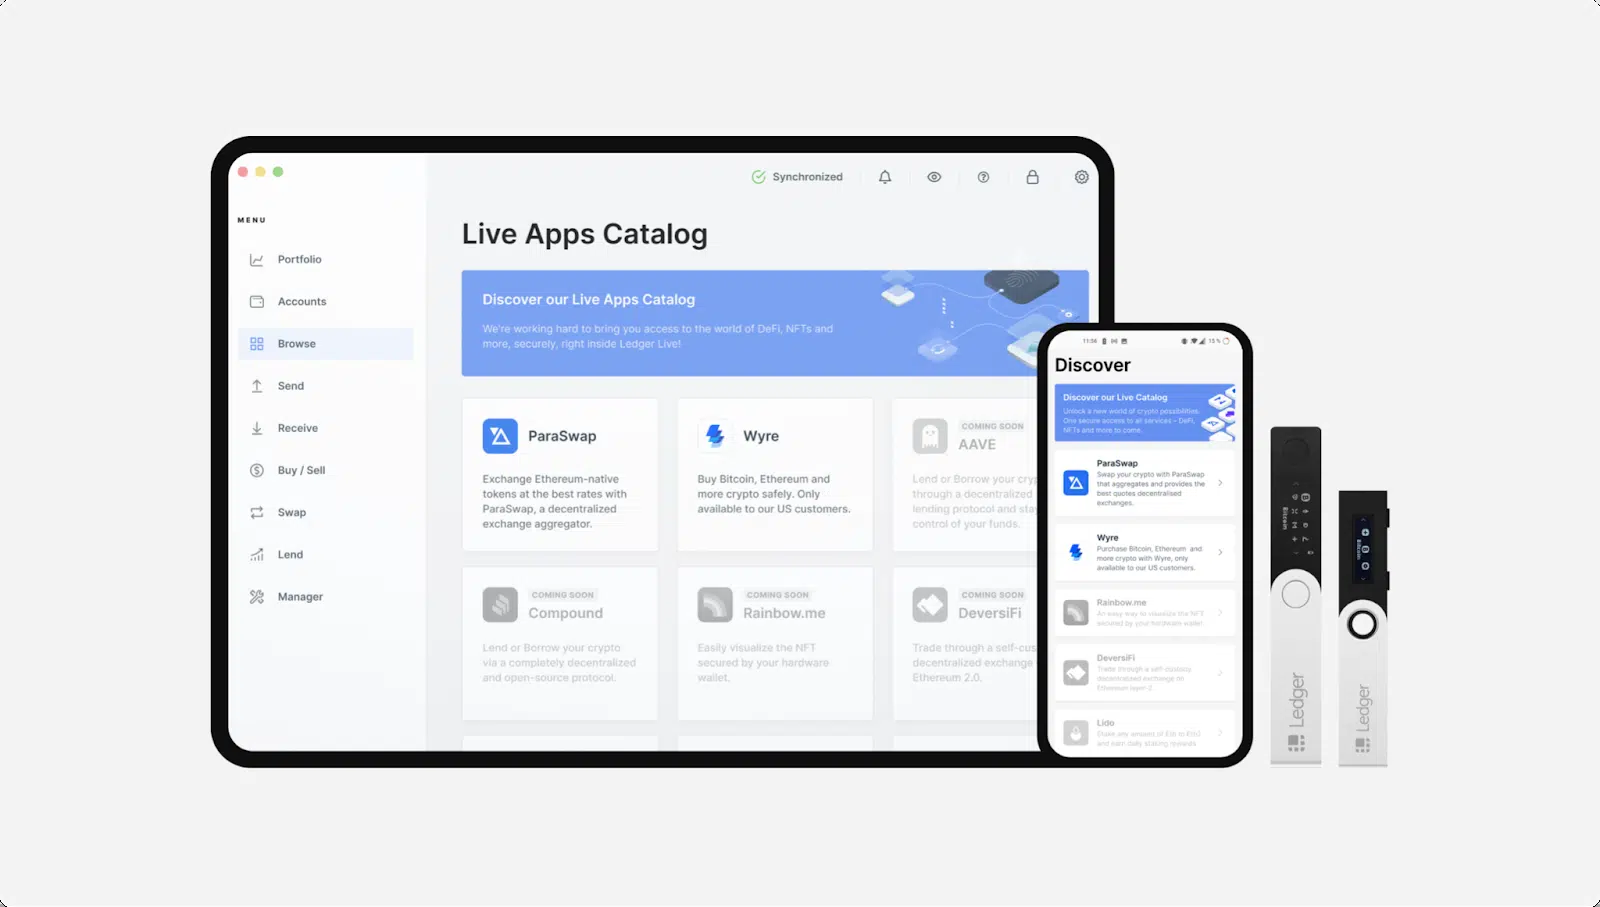 Synchronized
MENU
Portfolio
Accounts
Browse
Send
Receive
Buy / Sell
Swap
Lend
Manager
Live Apps Catalog
Discover our Live Apps Catalog
We're working hard to bring you access to the world of DeFi, NFTs and
more, securely, right inside Ledger Live!
ParaSwap
Exchange Ethereum-native
tokens at the best rates with
ParaSwap, a decentralized
exchange aggregator.
Wyre
Buy Bitcoin, Ethereum and
more crypto safely. Only
available to our US customers.
COMING SOON
AAVE
Lend or Borrow your cryp
through a decentralized
lending protocol and stay
control of your funds.
COMING SOON
Compound
Lend or Borrow your crypto
via a completely decentralized
and open-source protocol.
COMING SOON
Rainbow.me
Easily visualize the NFT
secured by your hardware
wallet.
COMING SOON
DeversiFi
Trade through a self-cus
decentralized exchange
Ethereum 2.0.
11:56
15 %
Discover
Discover our Live Catalog
Unlock a new world of crypto possibilities.
One secure access to all services - DeFi,
NFTs and more to come.
ParaSwap
Swap your crypto with ParaSwap
that aggregates and provides the
best quotes decentralised
exchanges.
Wyre
Purchase Bitcoin, Ethereum and
more crypto with Wyre, only
available to our US customers.
Rainbow.me
An easy way to visualize the NFT
secured by your hardware wallet
DeversiFi
Trade through a self-custody
decentralized exchange on
Ethereum layer 2.
Lido
Stake any amount of Eth to Eth2
and earn daily staking rewards
Bitcoin
Ledger
Bitcoin
Ledger